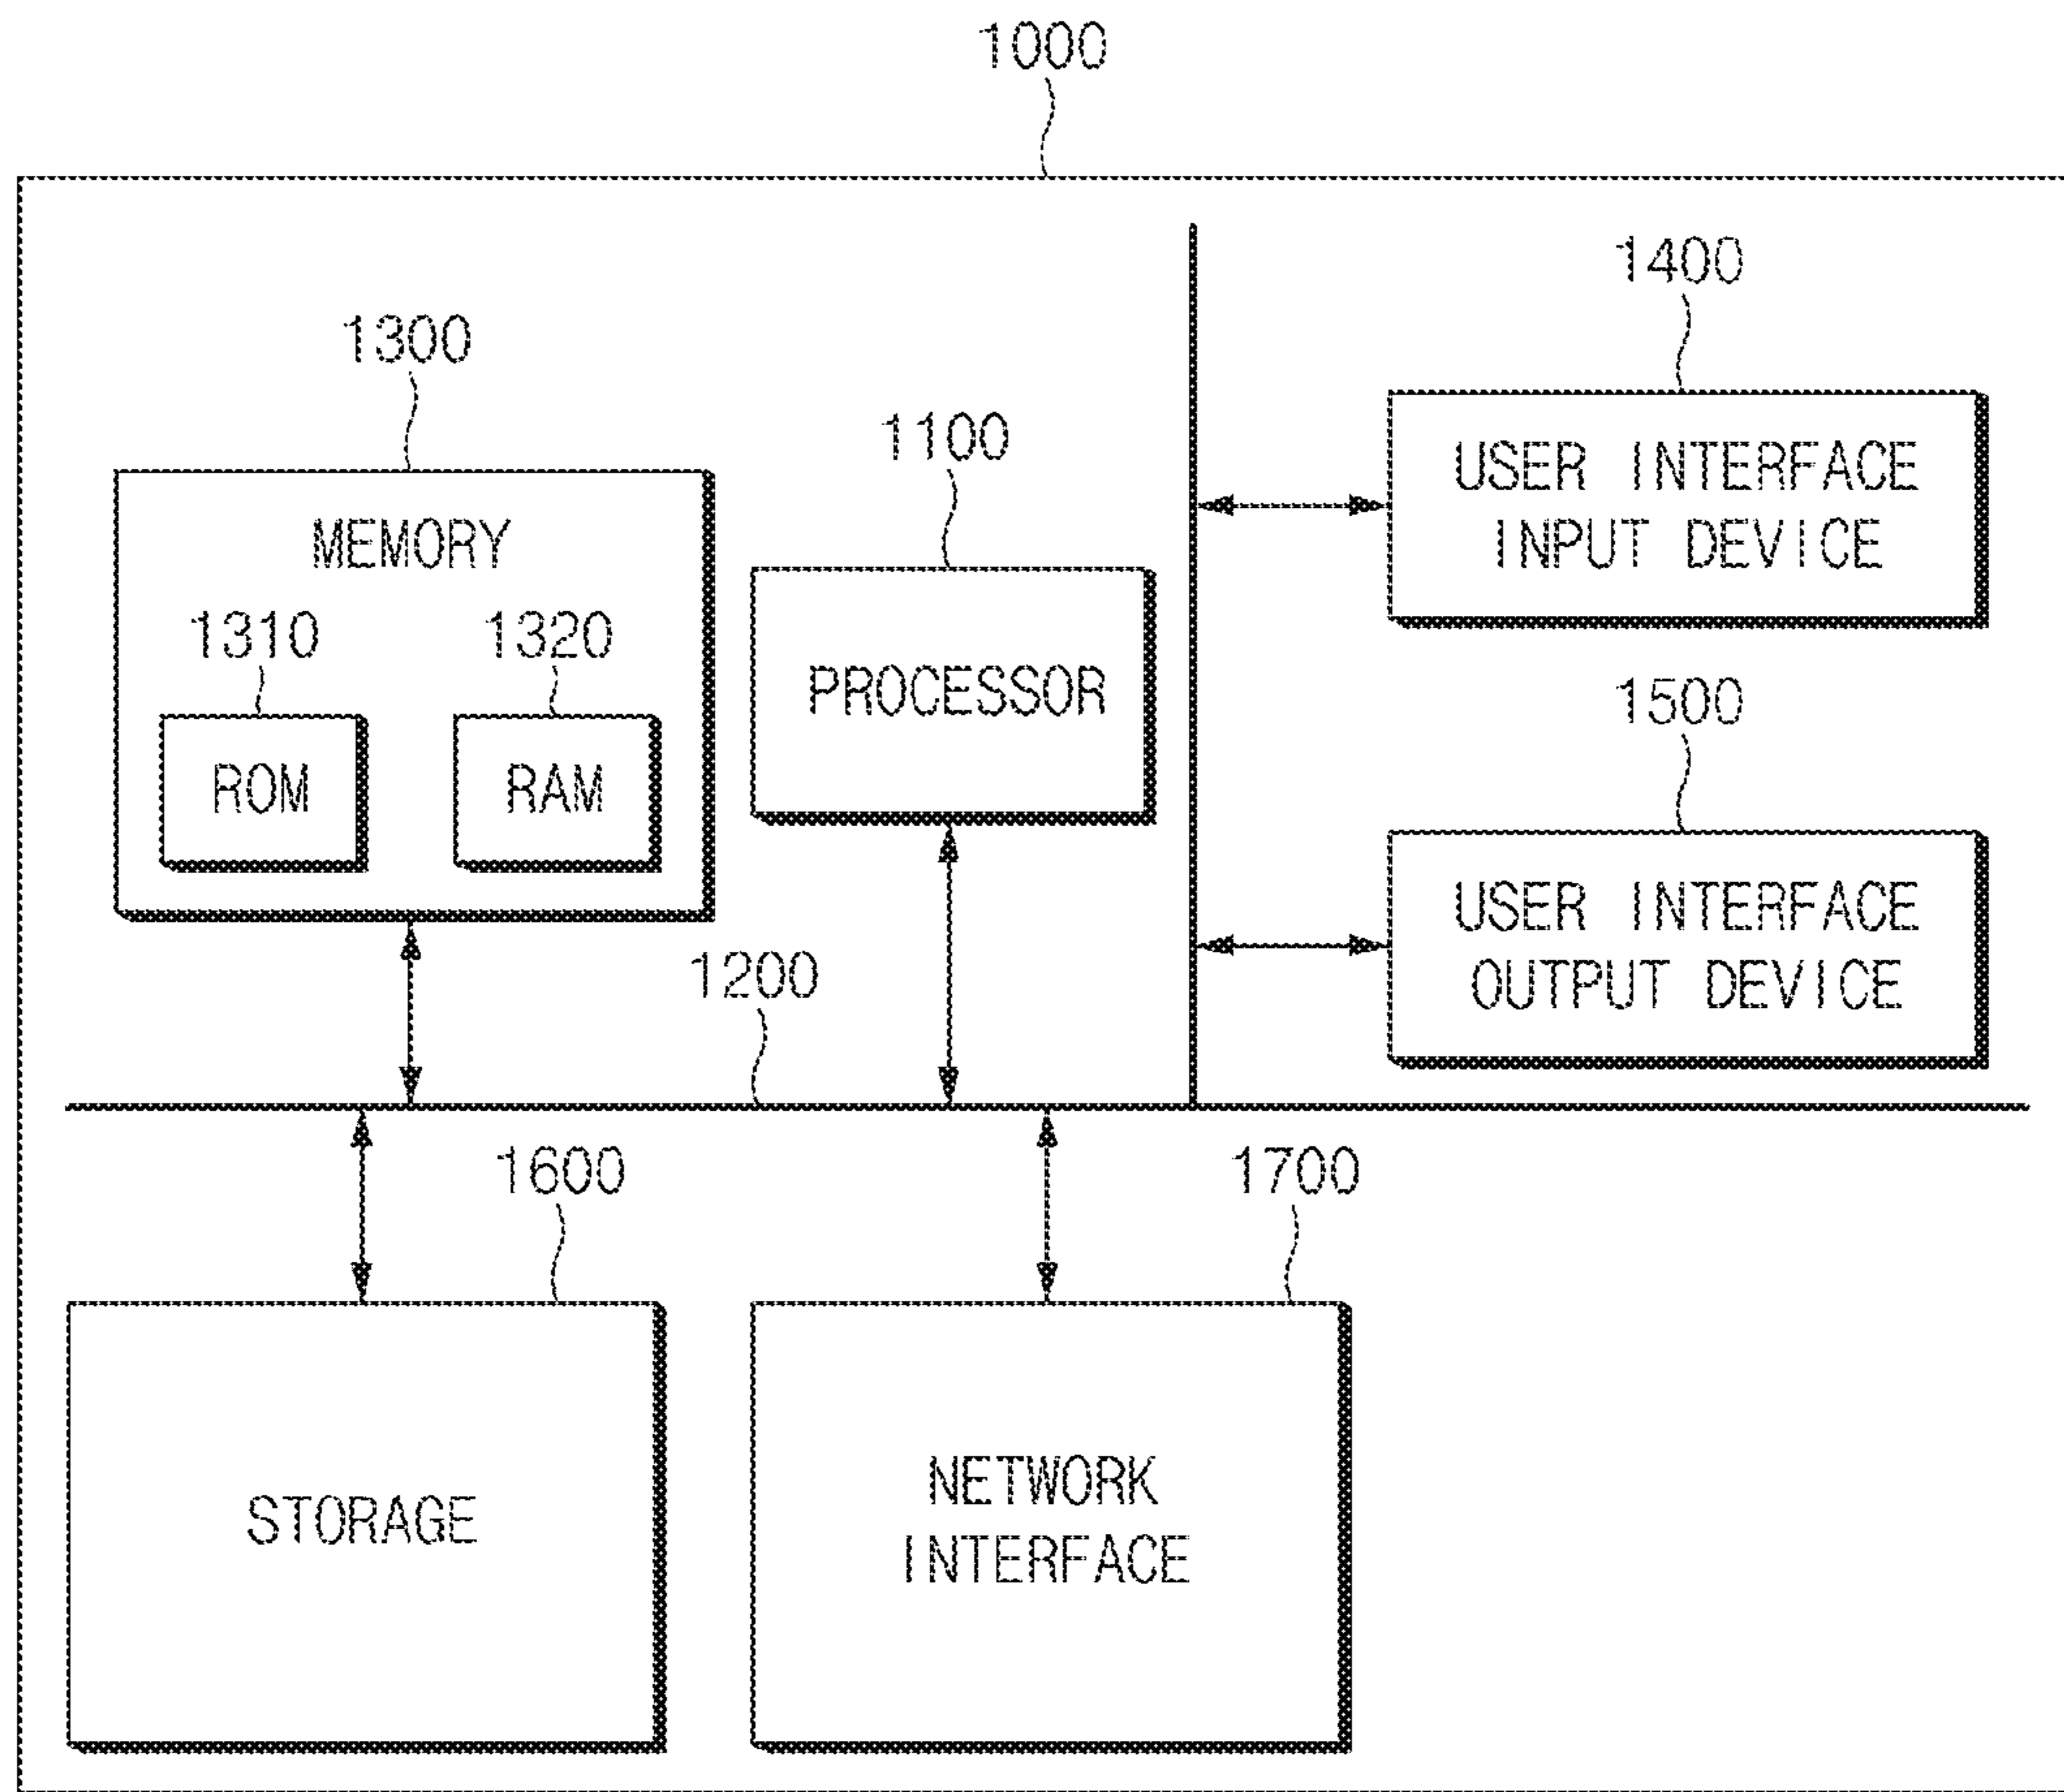 1000
1400
1300
1100
USER INTERFACE
INPUT DEVICE
MEMORY
1310
1320
PROCESSOR
1500
ROM
RAM
USER INTERFACE
OUTPUT DEVICE
1200
1600
1700
STORAGE
NETWORK
INTERFACE